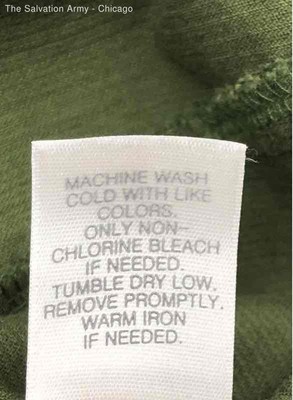 The Salvation Army - Chicago
MACHINE WASH
COLD WITH LIKE
COLORS.
ONLY NON-
CHLORINE BLEACH
IF NEEDED.
TUMBLE DRY LOW.
REMOVE PROMPTLY.
WARM IRON
IF NEEDED.